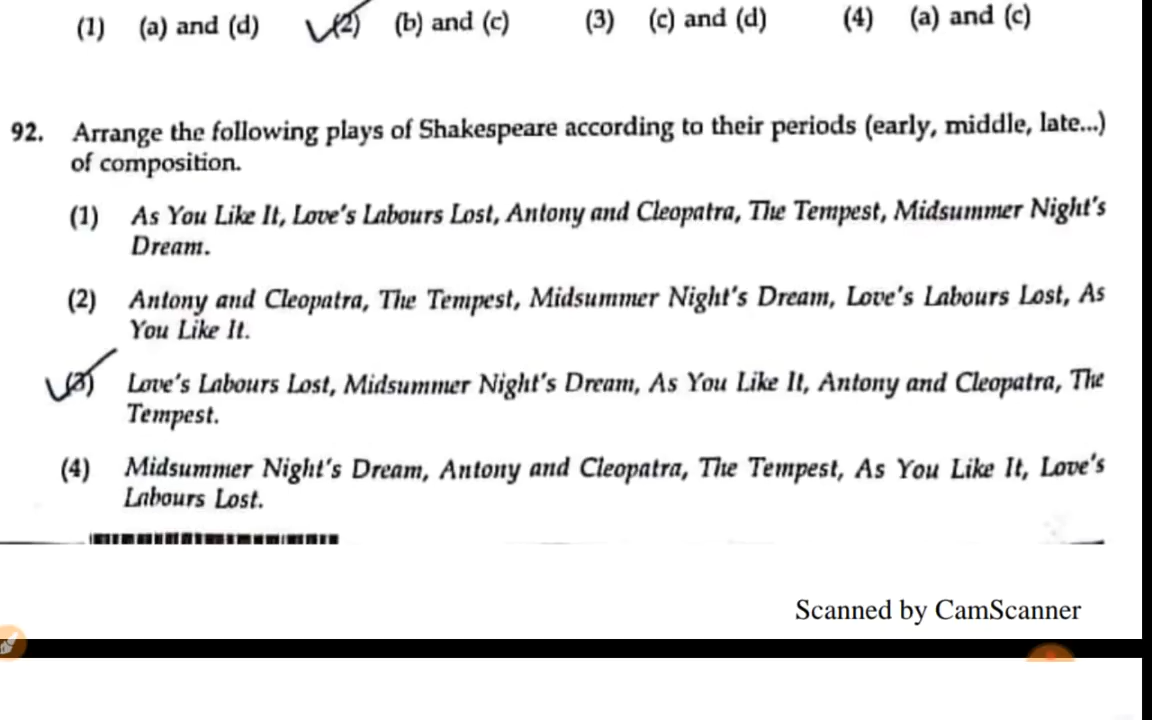 (1) (a) and (d) (2) (b) and (c) (3) (c) and (d) (4) (a) and (c)
92. Arrange the following plays of Shakespeare according to their periods (early, middle, late...)
of composition.
(1) As You Like It, Love's Labours Lost, Antony and Cleopatra, The Tempest, Midsummer Night's
Dream.
(2) Antony and Cleopatra, The Tempest, Midsummer Night's Dream, Love's Labours Lost, As
You Like It.
(3) Love's Labours Lost, Midsummer Night's Dream, As You Like It, Antony and Cleopatra, The
Tempest.
(4) Midsummer Night's Dream, Antony and Cleopatra, The Tempest, As You Like It, Love's
Labours Lost.
Scanned by CamScanner